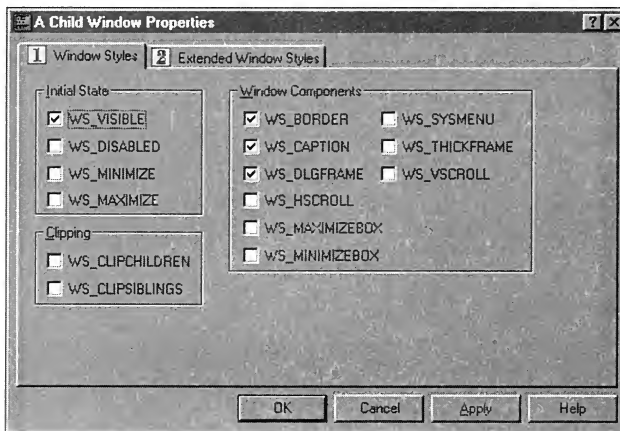 A Child Window Properties
1 Window Styles
2 Extended Window Styles
Initial State
WS_VISIBLE
WS_DISABLED
WS_MINIMIZE
WS_MAXIMIZE
Clipping
WS_CLIPCHILDREN
WS_CLIPSIBLINGS
Window Components
WS_BORDER
WS_CAPTION
WS_DLGFRAME
WS_HSCROLL
WS_MAXIMIZEBOX
WS_MINIMIZEBOX
WS_SYSMENU
WS_THICKFRAME
WS_VSCROLL
OK
Cancel
Apply
Help